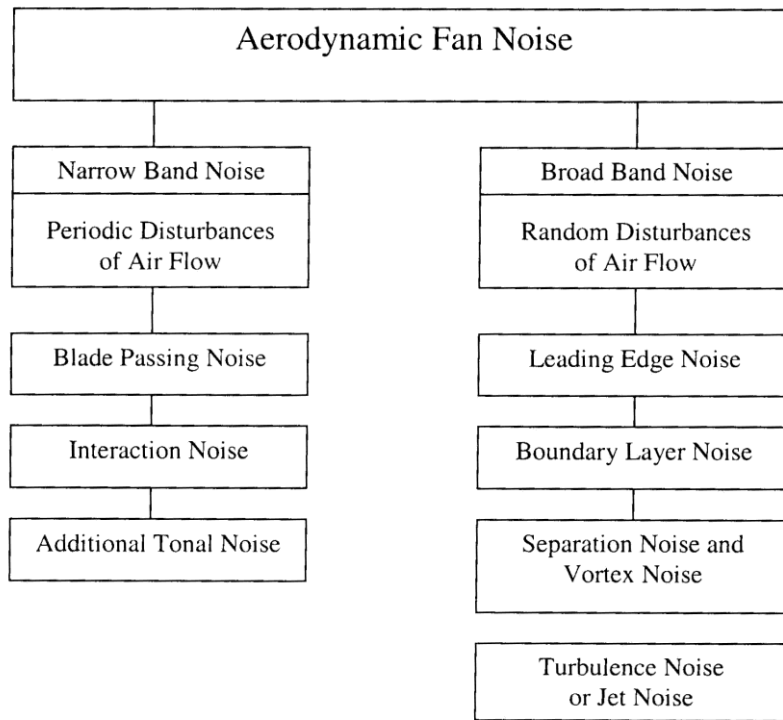 Aerodynamic Fan Noise
Narrow Band Noise
Periodic Disturbances
of Air Flow
Blade Passing Noise
Interaction Noise
Additional Tonal Noise
Broad Band Noise
Random Disturbances
of Air Flow
Leading Edge Noise
Boundary Layer Noise
Separation Noise and
Vortex Noise
Turbulence Noise
or Jet Noise